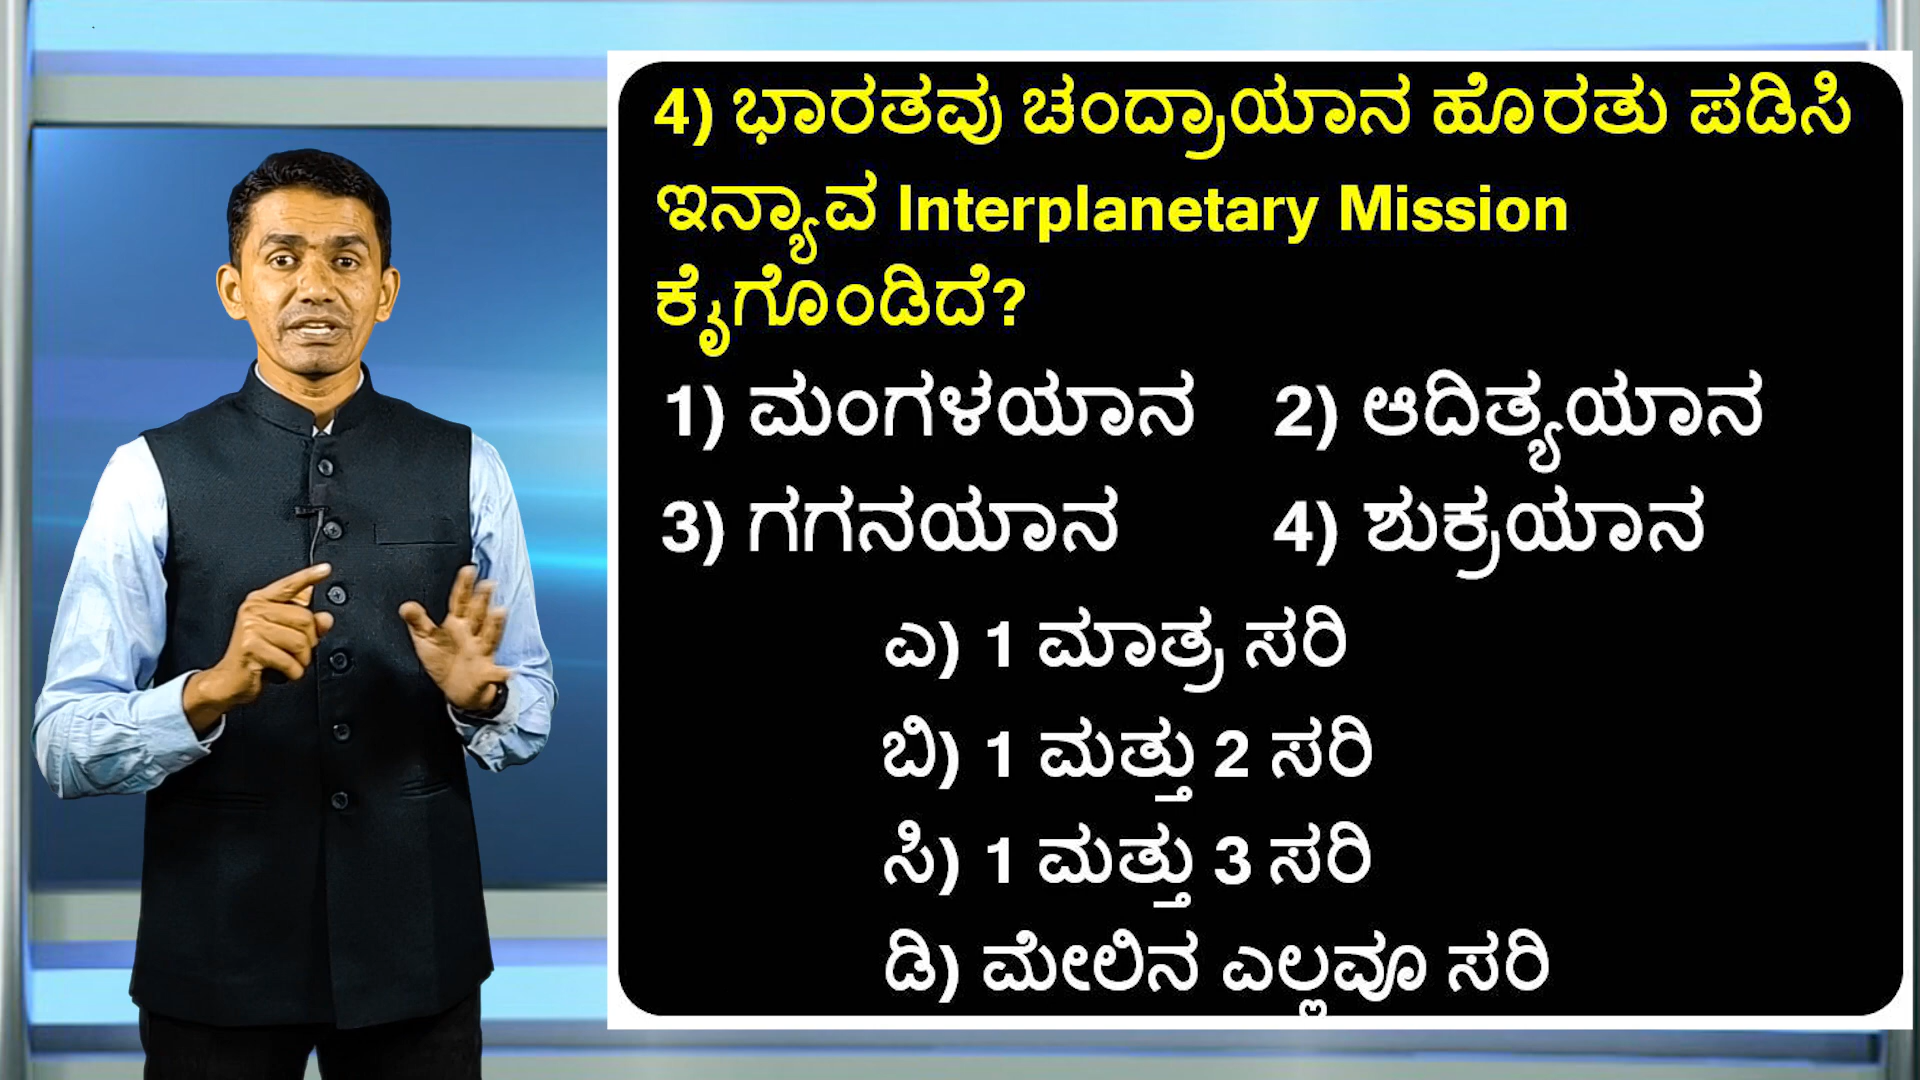 4) ಭಾರತವು ಚಂದ್ರಾಯಾನ ಹೊರತು ಪಡಿಸಿ
ಇನ್ಯಾವ Interplanetary Mission
ಕೈಗೊಂಡಿದೆ?
1) ಮಂಗಳಯಾನ 2) ಆದಿತ್ಯಯಾನ
3) ಗಗನಯಾನ 4) ಶುಕ್ರಯಾನ
ಎ) 1 ಮಾತ್ರ ಸರಿ
ಬಿ) 1 ಮತ್ತು 2 ಸರಿ
ಸಿ) 1 ಮತ್ತು 3 ಸರಿ
ಡಿ) ಮೇಲಿನ ಎಲ್ಲವೂ ಸರಿ